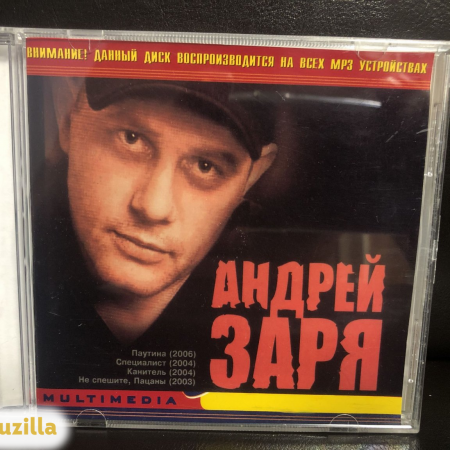 ВНИМАНИЕ! ДАННЫЙ ДИСК ВОСПРОИЗВОДИТСЯ НА ВСЕХ MP3 УСТРОЙСТВАХ
АНДРЕЙ
ЗАРЯ
Паутина (2006)
Специалист (2004)
Канитель (2004)
Не спешите, Пацаны (2003)
MULTIMEDIA
uzilla